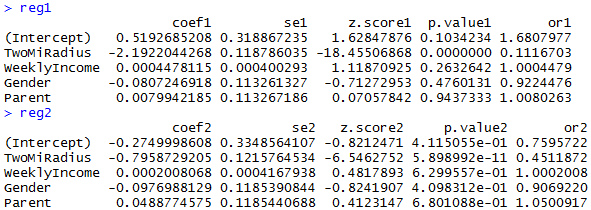 > reg1
coef1 se1 z.score1 p.value1 or1
(Intercept) 0.5192685208 0.318867235 1.62847876 0.1034234 1.6807977
TwoMiRadius -2.1922044268 0.118786035 -18.45506868 0.0000000 0.1116703
WeeklyIncome 0.0004478115 0.000400293 1.11870925 0.2632642 1.0004479
Gender -0.0807246918 0.113261327 -0.71272953 0.4760131 0.9224476
Parent 0.0079942185 0.113267186 0.07057842 0.9437333 1.0080263
> reg2
coef2 se2 z.score2 p.value2 or2
(Intercept) -0.2749998608 0.3348564107 -0.8212471 4.115055e-01 0.7595722
TwoMiRadius -0.7958729205 0.1215764534 -6.5462752 5.898992e-11 0.4511872
WeeklyIncome 0.0002008068 0.0004167938 0.4817893 6.299557e-01 1.0002008
Gender -0.0976988129 0.1185390844 -0.8241907 4.098312e-01 0.9069220
Parent 0.0488774575 0.1185440688 0.4123147 6.801088e-01 1.0500917